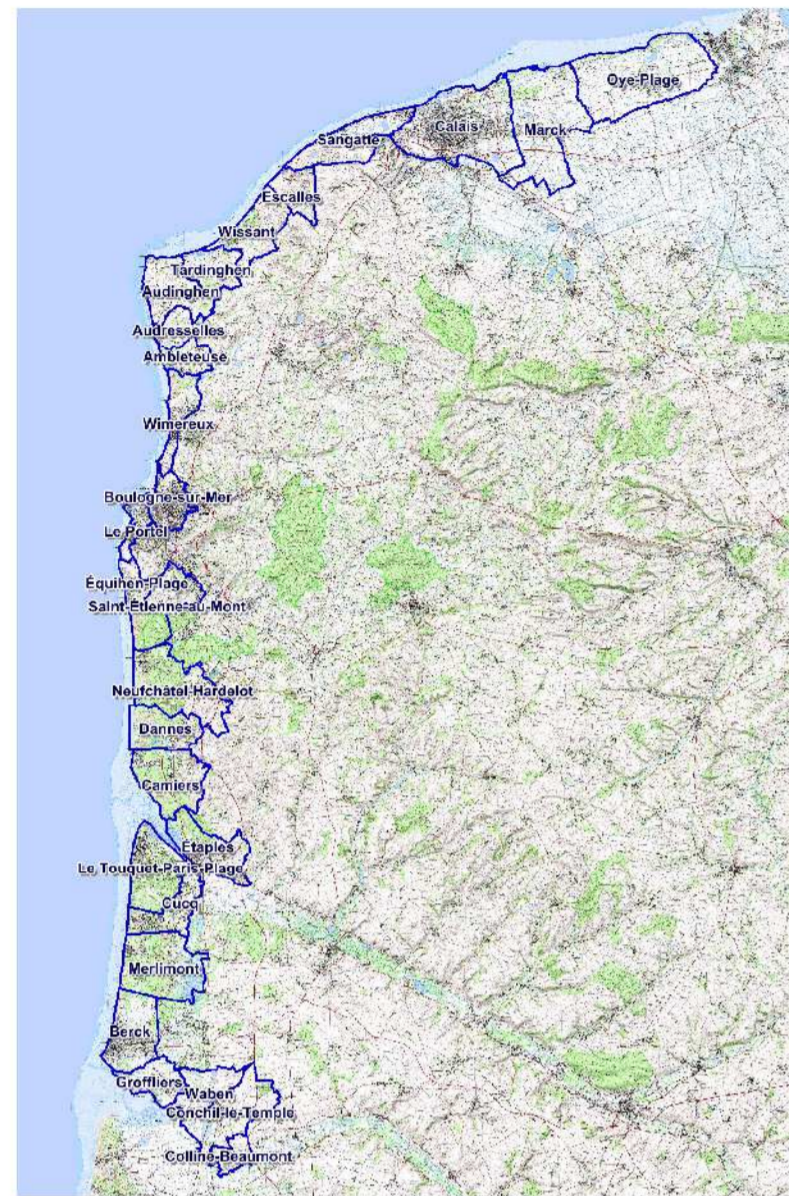 Oye-Plage
Calais
Marck
Sangatte
Escalles
Wissant
Tardinghen
Audinghen
Audresselles
Ambleteuse
Wimereux
Boulogne-sur-Mer
Le Portel
Équihen-Plage
Saint-Étienne-au-Mont
Neufchâtel-Hardelot
Dannes
Camiers
Étaples
Le Touquet-Paris-Plage
Cucq
Merlimont
Berck
Groffliers
Waben
Conchil-le-Temple
Colline-Beaumont